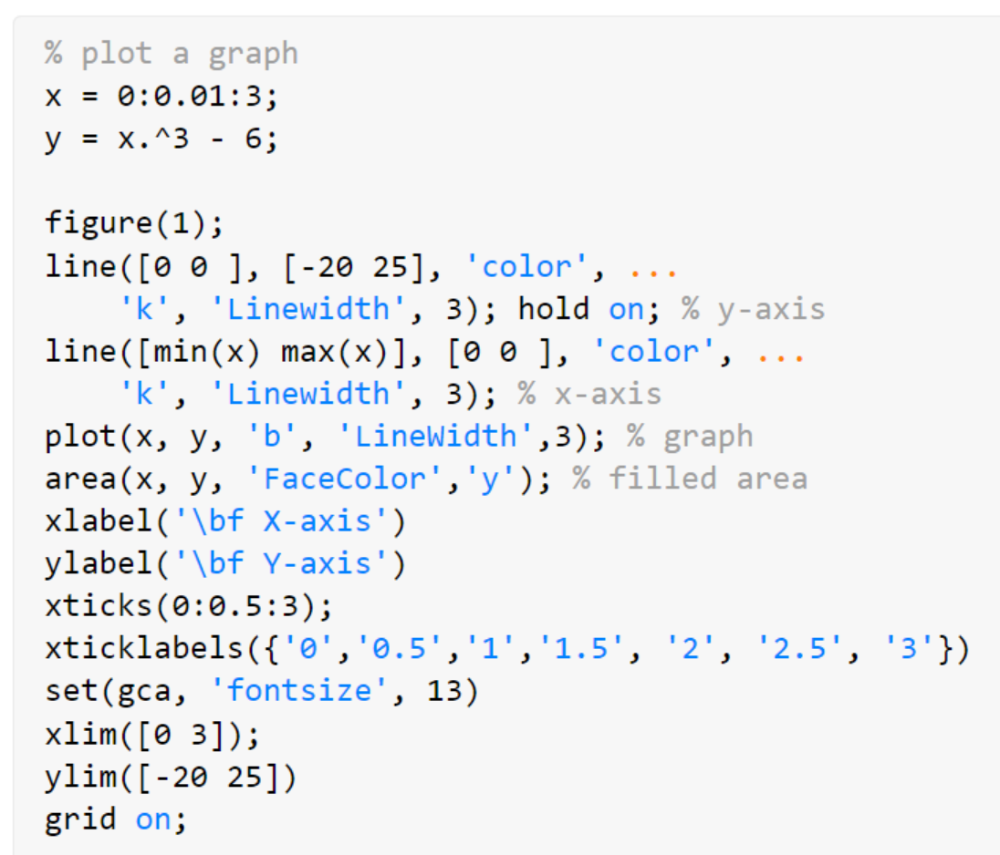 % plot a graph
x = 0:0.01:3;
y = x.^3 - 6;

figure(1);
line([0 0 ], [-20 25], 'color', ...
    'k', 'Linewidth', 3); hold on; % y-axis
line([min(x) max(x)], [0 0 ], 'color', ...
    'k', 'Linewidth', 3); % x-axis
plot(x, y, 'b', 'LineWidth',3); % graph
area(x, y, 'FaceColor','y'); % filled area
xlabel('\bf X-axis')
ylabel('\bf Y-axis')
xticks(0:0.5:3);
xticklabels({'0','0.5','1','1.5', '2', '2.5', '3'})
set(gca, 'fontsize', 13)
xlim([0 3]);
ylim([-20 25])
grid on;